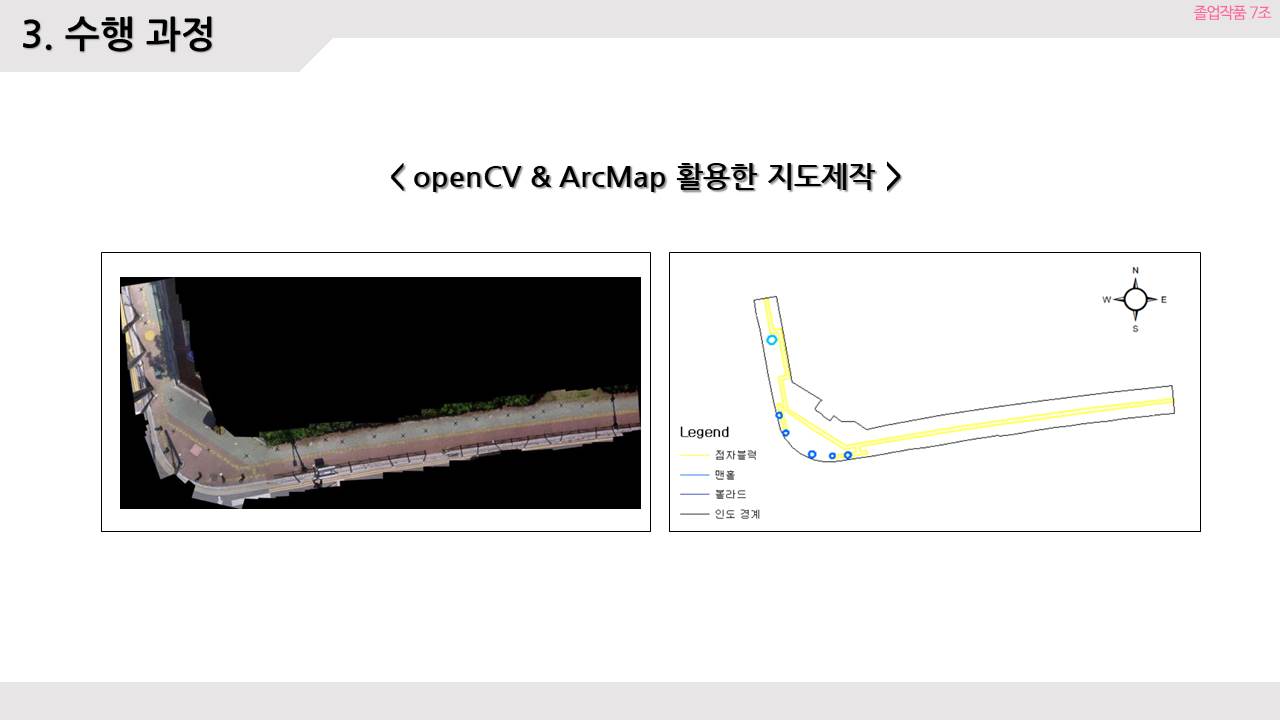 3. 수행 과정
졸업작품 7조
< openCV & ArcMap 활용한 지도제작 >
N
W
E
S
Legend
점자블럭
맨홀
볼라드
인도 경계